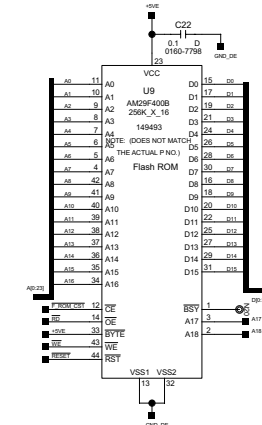 +5VE
C22
0.1 D
0160-7798
GND_DE
23
VCC
U9
AM29F400B
256K_X_16
149493
NOTE: (DOES NOT MATCH
THE ACTUAL P NO.)
Flash ROM
A0 11 A0 D0 15 D0
A1 10 A1 D1 17 D1
A2 9 A2 D2 19 D2
A3 8 A3 D3 21 D3
A4 7 A4 D4 24 D4
A5 6 A5 D5 26 D5
A6 5 A6 D6 28 D6
A7 4 A7 D7 30 D7
A8 42 A8 D8 16 D8
A9 41 A9 D9 18 D9
A10 40 A10 D10 20 D10
A11 39 A11 D11 22 D11
A12 38 A12 D12 25 D12
A13 37 A13 D13 27 D13
A14 36 A14 D14 29 D14
A15 35 A15 D15 31 D15
A16 34 A16
A[0:23] D[0:
F_ROM_CST 12 CE BSY 1
RD 14 OE A17 3 A17
+5VE 33 BYTE A18 2 A18
WE 43 WE
RESET 44 RST
VSS1 VSS2
13 32
GND_DE